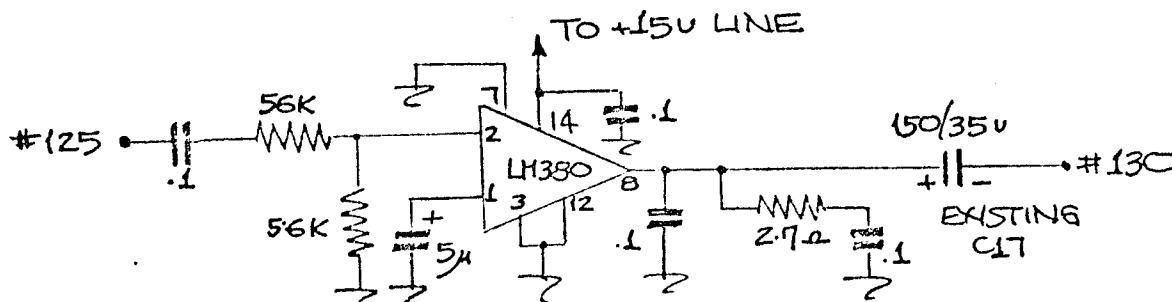 TO +15V LINE
7
56K
14
.1
150/35V
#125
2
LM380
8
#130
.1
1
3
12
+
-
+
5.6K
5µ
.1
2.7Ω
.1
EXISTING
C17